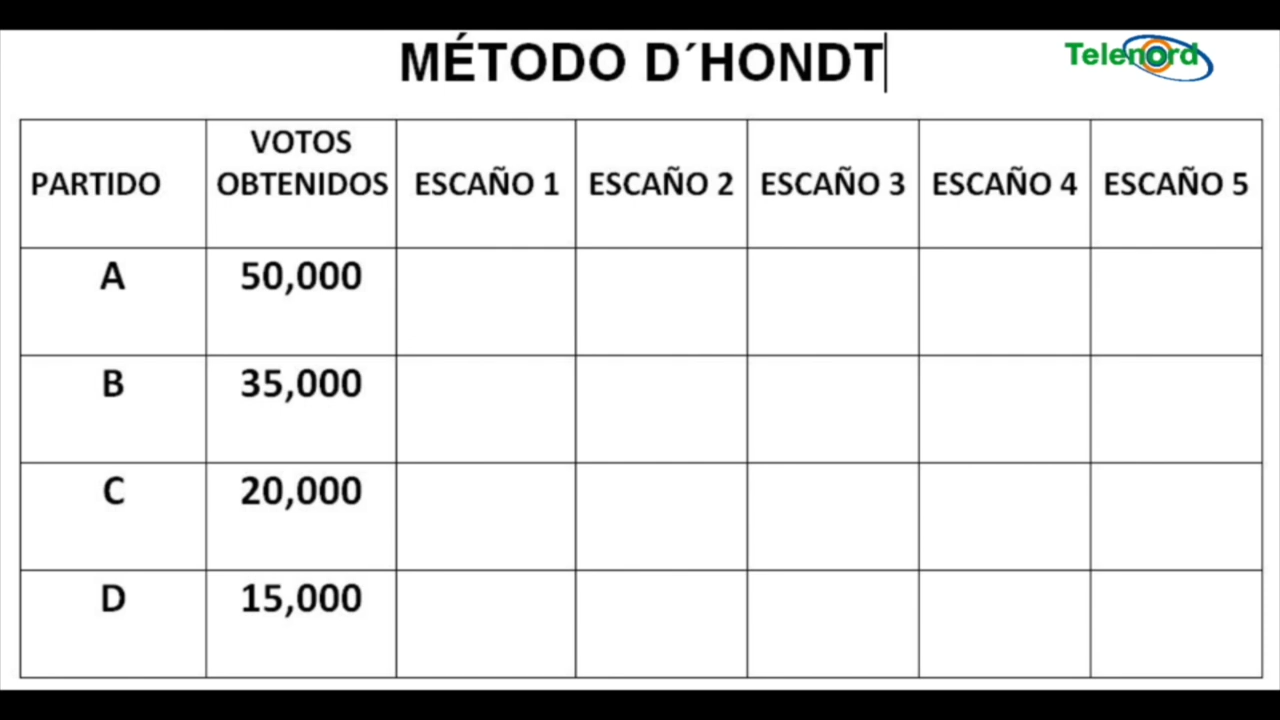 MÉTODO D´HONDT
Telenord
PARTIDO VOTOS OBTENIDOS ESCAÑO 1 ESCAÑO 2 ESCAÑO 3 ESCAÑO 4 ESCAÑO 5
A 50,000
B 35,000
C 20,000
D 15,000